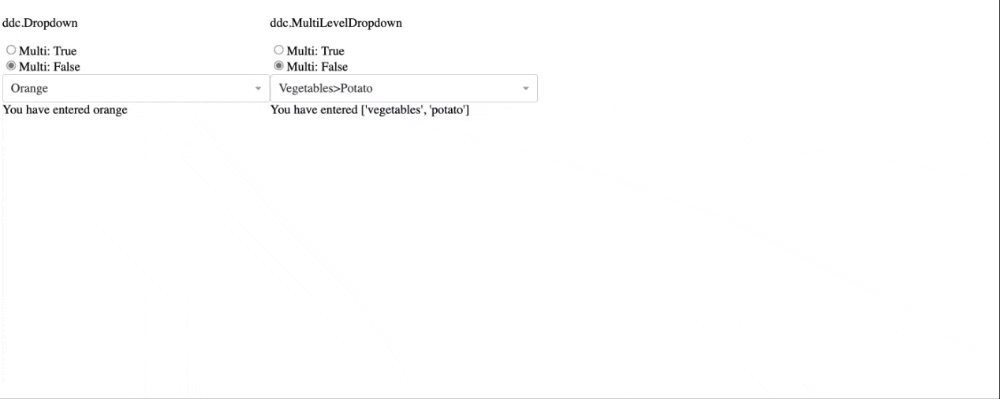 ddc.Dropdown
Multi: True
Multi: False
Orange
You have entered orange
ddc.MultiLevelDropdown
Multi: True
Multi: False
Vegetables>Potato
You have entered ['vegetables', 'potato']